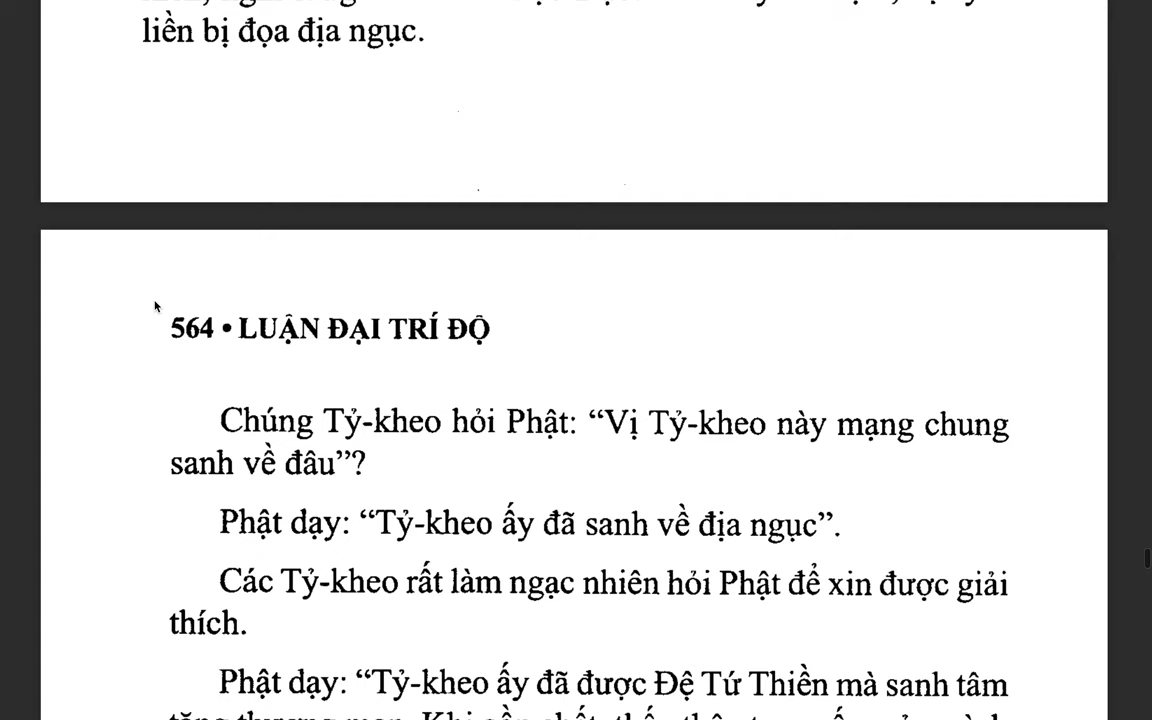 liền bị đọa địa ngục.
564 • LUẬN ĐẠI TRÍ ĐỘ
Chúng Tỷ-kheo hỏi Phật: “Vị Tỷ-kheo này mạng chung
sanh về đâu”?
Phật dạy: “Tỷ-kheo ấy đã sanh về địa ngục”.
Các Tỷ-kheo rất làm ngạc nhiên hỏi Phật để xin được giải
thích.
Phật dạy: “Tỷ-kheo ấy đã được Đệ Tứ Thiền mà sanh tâm